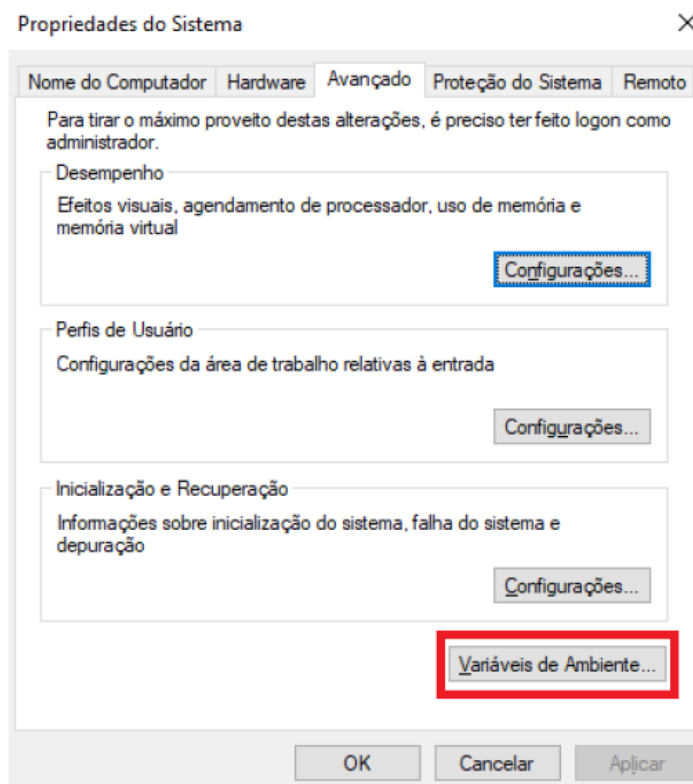 Propriedades do Sistema
Nome do Computador Hardware Avançado Proteção do Sistema Remoto
Para tirar o máximo proveito destas alterações, é preciso ter feito logon como
administrador.
Desempenho
Efeitos visuais, agendamento de processador, uso de memória e
memória virtual
Configurações...
Perfis de Usuário
Configurações da área de trabalho relativas à entrada
Configurações...
Inicialização e Recuperação
Informações sobre inicialização do sistema, falha do sistema e
depuração
Configurações...
Variáveis de Ambiente...
OK Cancelar Aplicar